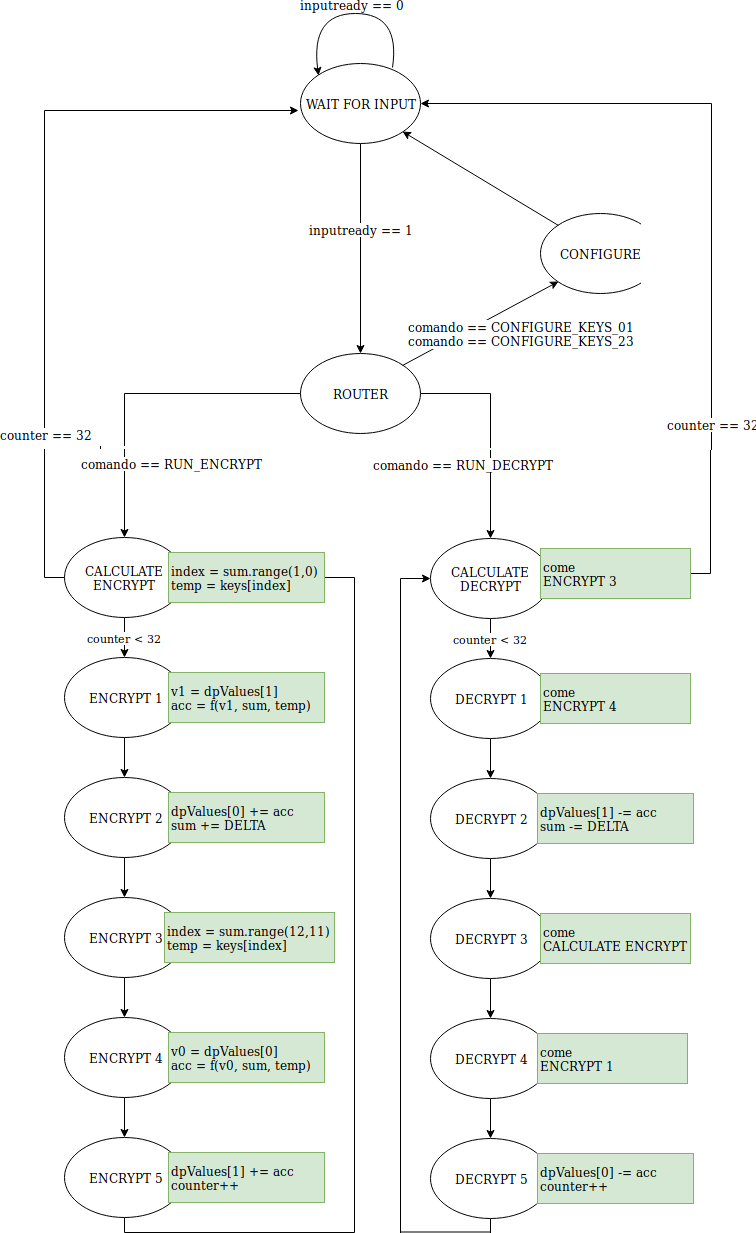 inputready == 0
WAIT FOR INPUT
inputready == 1
CONFIGURE
comando == CONFIGURE_KEYS_01
comando == CONFIGURE_KEYS_23
ROUTER
counter == 32
counter == 32
comando == RUN_ENCRYPT
comando == RUN_DECRYPT
CALCULATE
ENCRYPT
index = sum.range(1,0)
temp = keys[index]
CALCULATE
DECRYPT
come
ENCRYPT 3
counter < 32
counter < 32
ENCRYPT 1
v1 = dpValues[1]
acc = f(v1, sum, temp)
DECRYPT 1
come
ENCRYPT 4
ENCRYPT 2
dpValues[0] += acc
sum += DELTA
DECRYPT 2
dpValues[1] -= acc
sum -= DELTA
ENCRYPT 3
index = sum.range(12,11)
temp = keys[index]
DECRYPT 3
come
CALCULATE ENCRYPT
ENCRYPT 4
v0 = dpValues[0]
acc = f(v0, sum, temp)
DECRYPT 4
come
ENCRYPT 1
ENCRYPT 5
dpValues[1] += acc
counter++
DECRYPT 5
dpValues[0] -= acc
counter++